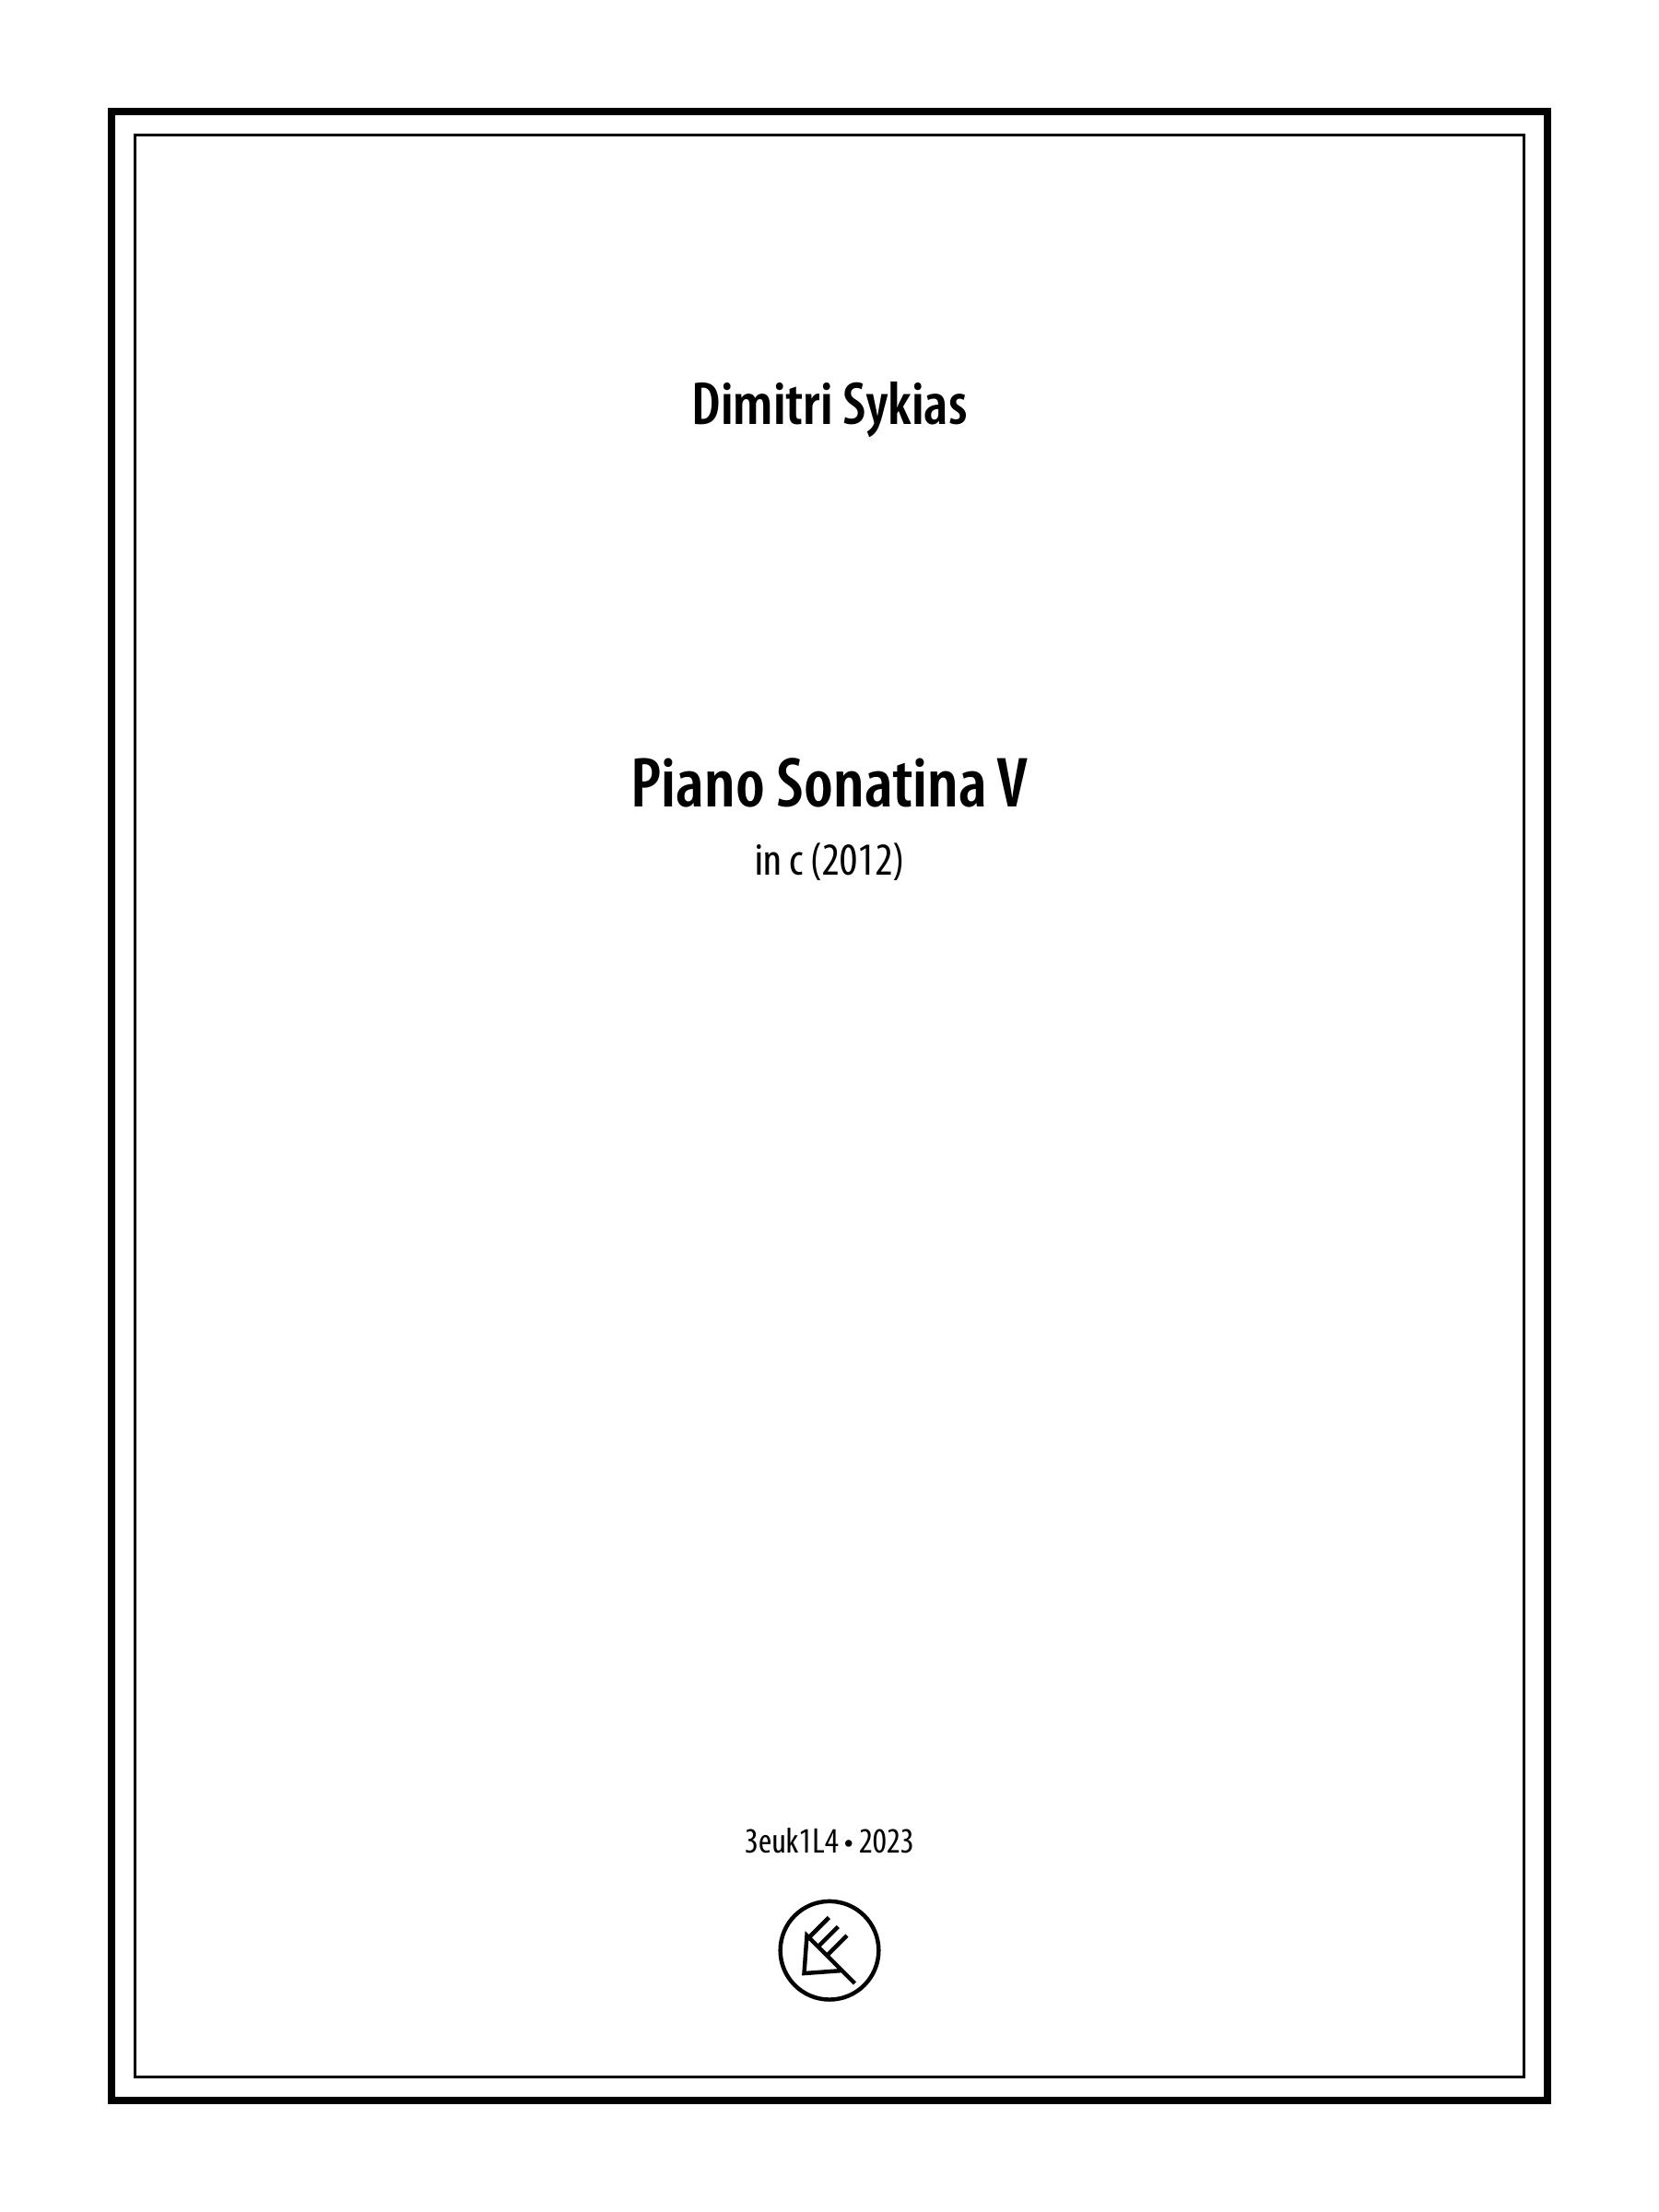 Dimitri Sykias
Piano Sonatina V
in c (2012)
3euk1L4 • 2023